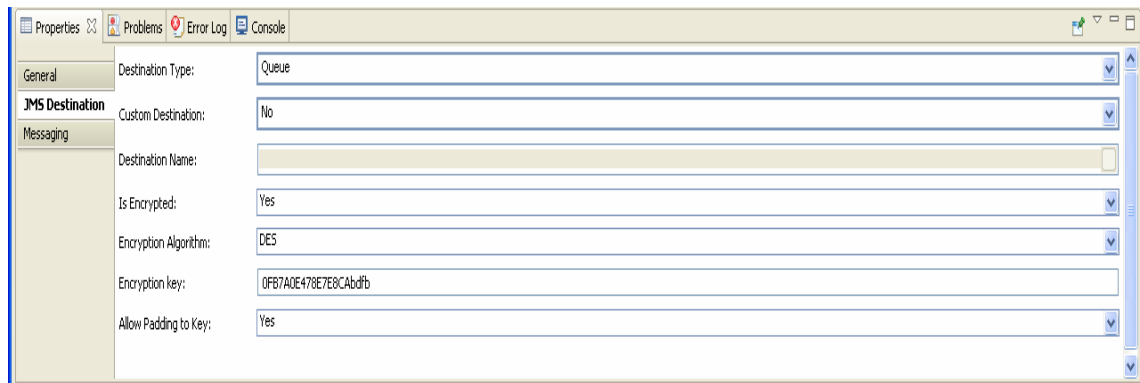 Properties Problems Error Log Console
General
JMS Destination
Messaging
Destination Type: Queue
Custom Destination: No
Destination Name:
Is Encrypted: Yes
Encryption Algorithm: DES
Encryption key: 0FB7A0E478E7E8CAbdfb
Allow Padding to Key: Yes